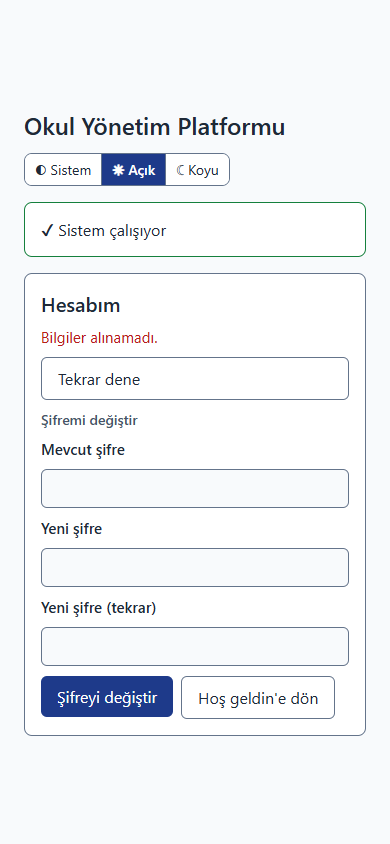 Okul Yönetim Platformu
Sistem Açık Koyu
✓ Sistem çalışıyor
Hesabım
Bilgiler alınamadı.
Tekrar dene
Şifremi değiştir
Mevcut şifre
Yeni şifre
Yeni şifre (tekrar)
Şifreyi değiştir Hoş geldin'e dön